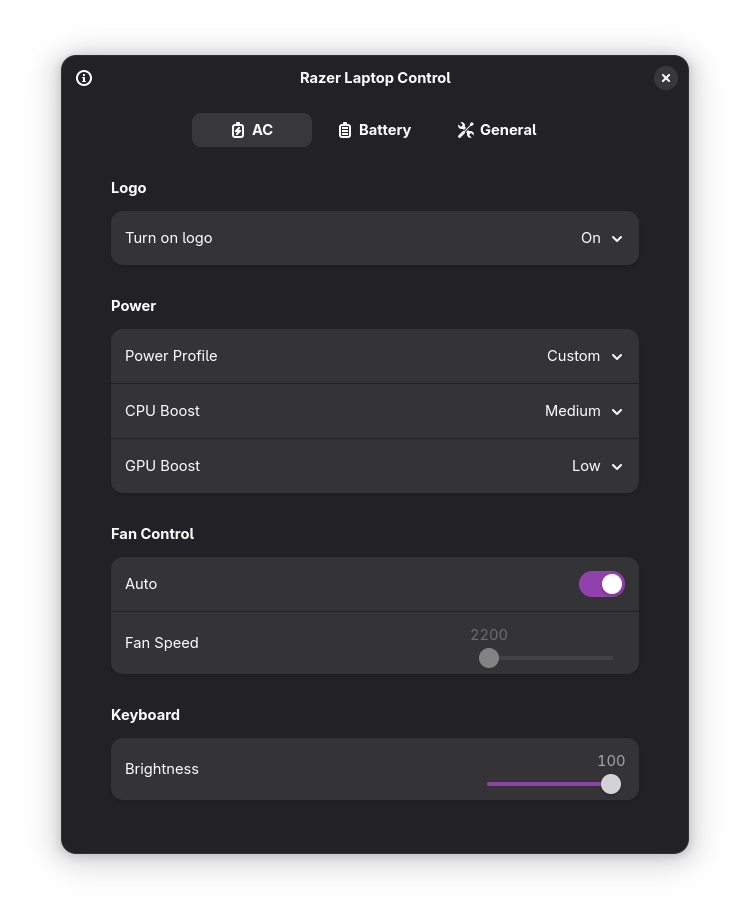 Razer Laptop Control
AC Battery General
Logo
Turn on logo On
Power
Power Profile Custom
CPU Boost Medium
GPU Boost Low
Fan Control
Auto
2200
Fan Speed
Keyboard
100
Brightness